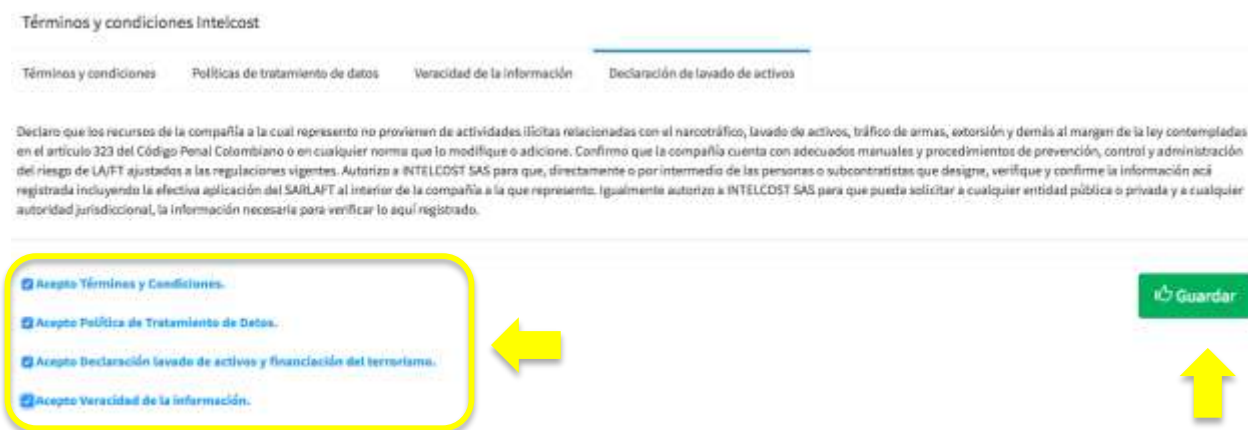 Términos y condiciones Intelcost
Términos y condiciones Políticas de tratamiento de datos Veracidad de la información Declaración de lavado de activos
Declaro que los recursos de la compañía a la cual represento no provienen de actividades ilícitas relacionadas con el narcotráfico, lavado de activos, tráfico de armas, extorsión y demás al margen de la ley contempladas
en el artículo 323 del Código Penal Colombiano o en cualquier norma que lo modifique o adicione. Confirmo que la compañía cuenta con adecuados manuales y procedimientos de prevención, control y administración
del riesgo de LA/FT ajustados a las regulaciones vigentes. Autorizo a INTELCOST SAS para que, directamente o por intermedio de las personas o subcontratistas que designe, verifique y confirme la información acá
registrada incluyendo la efectiva aplicación del SARLAFT al interior de la compañía a la que represento. Igualmente autorizo a INTELCOST SAS para que pueda solicitar a cualquier entidad pública o privada y a cualquier
autoridad jurisdiccional, la información necesaria para verificar lo aquí registrado.
Acepto Términos y Condiciones.
Guardar
Acepto Política de Tratamiento de Datos.
Acepto Declaración lavado de activos y financiación del terrorismo.
Acepto Veracidad de la información.